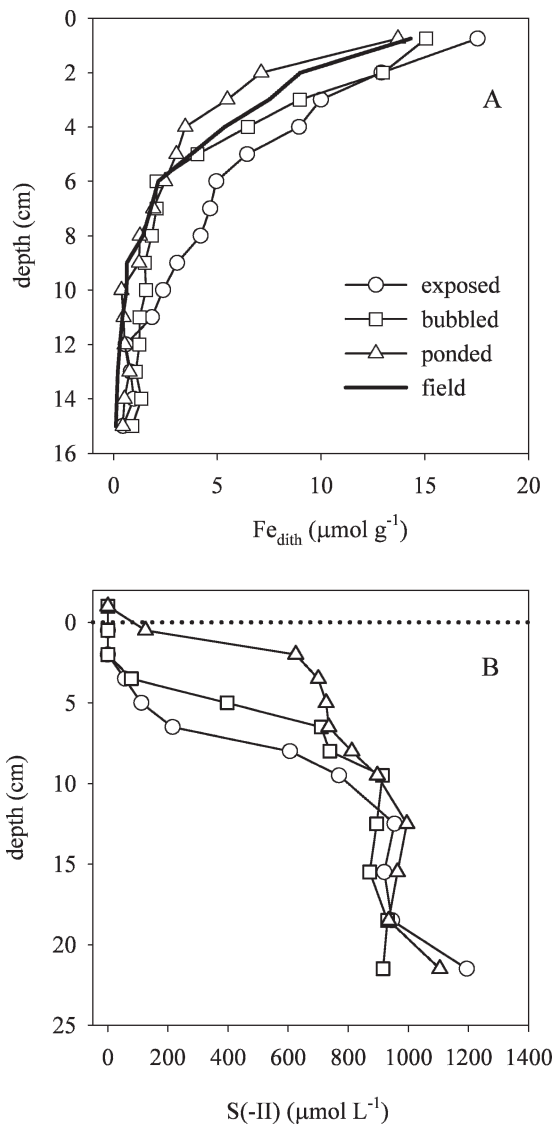 0
2
4
6
8
10
12
14
16
depth (cm)
A
exposed
bubbled
ponded
field
0 5 10 15 20
Fe_dith (μmol g⁻¹)
0
5
10
15
20
25
depth (cm)
B
0 200 400 600 800 1000 1200 1400
S(-II) (μmol L⁻¹)